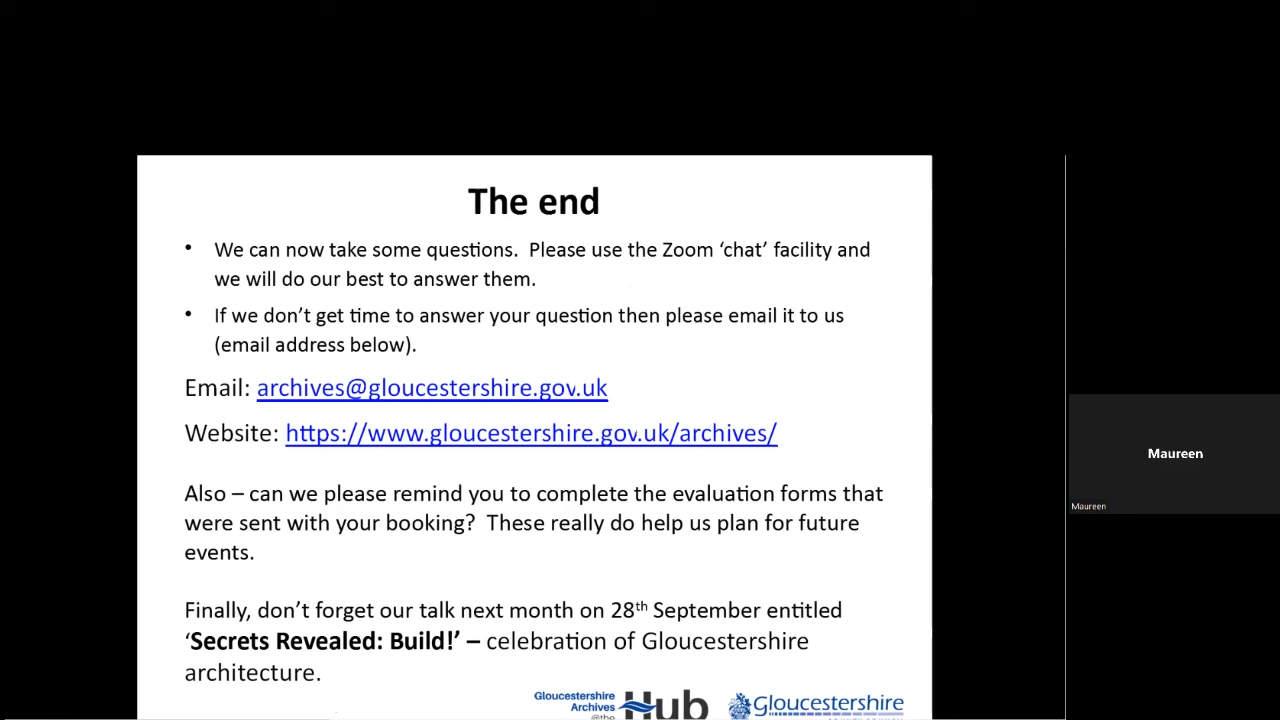 The end
• We can now take some questions.  Please use the Zoom ‘chat’ facility and
we will do our best to answer them.
• If we don’t get time to answer your question then please email it to us
(email address below).
Email: archives@gloucestershire.gov.uk
Website: https://www.gloucestershire.gov.uk/archives/
Also – can we please remind you to complete the evaluation forms that
were sent with your booking?  These really do help us plan for future
events.
Finally, don’t forget our talk next month on 28th September entitled
‘Secrets Revealed: Build!’ – celebration of Gloucestershire
architecture.
Gloucestershire
Archives
@the
Hub
Gloucestershire
Maureen
Maureen